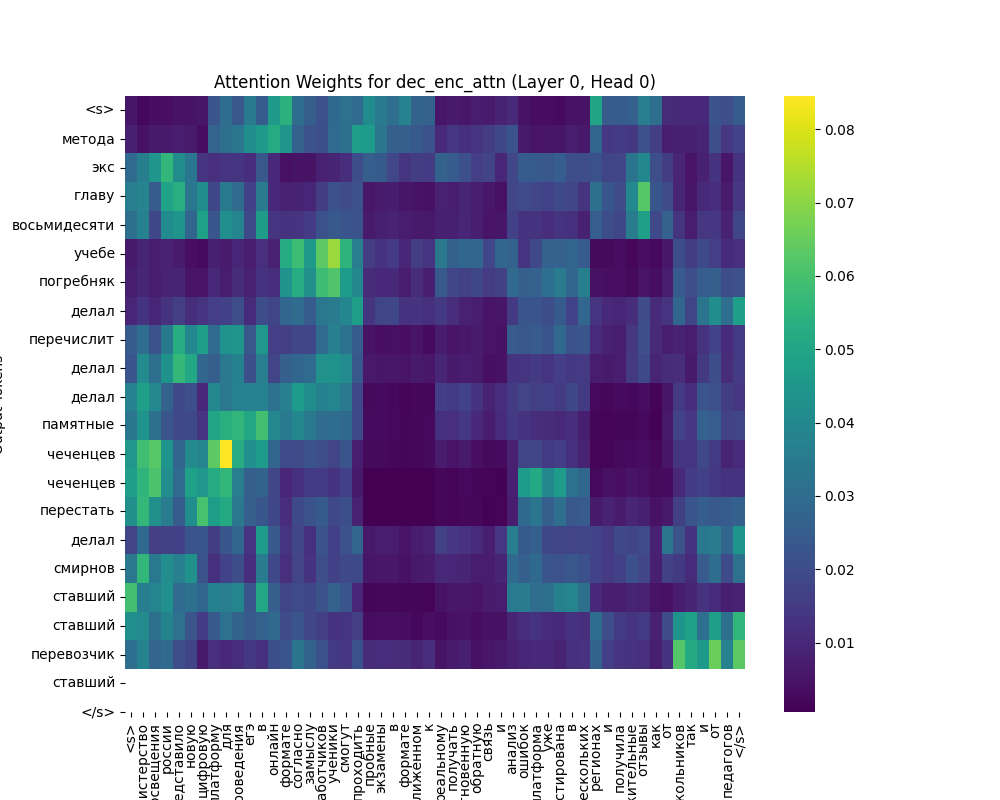 Attention Weights for dec_enc_attn (Layer 0, Head 0)
<s>
метода
экс
главу
восьмидесяти
учебе
погребняк
делал
перечислит
делал
делал
памятные
чеченцев
чеченцев
перестать
делал
смирнов
ставший
ставший
перевозчик
ставший
</s>
0.08
0.07
0.06
0.05
0.04
0.03
0.02
0.01
<s>
россии
новую
цифровую
для
егэ
в
онлайн
формате
согласно
замыслу
ученики
смогут
проходить
пробные
экзамены
в
формате
к
реальному
получать
обратную
связь
и
анализ
ошибок
уже
в
регионах
и
получила
отзывы
как
от
так
и
от
педагогов
</s>